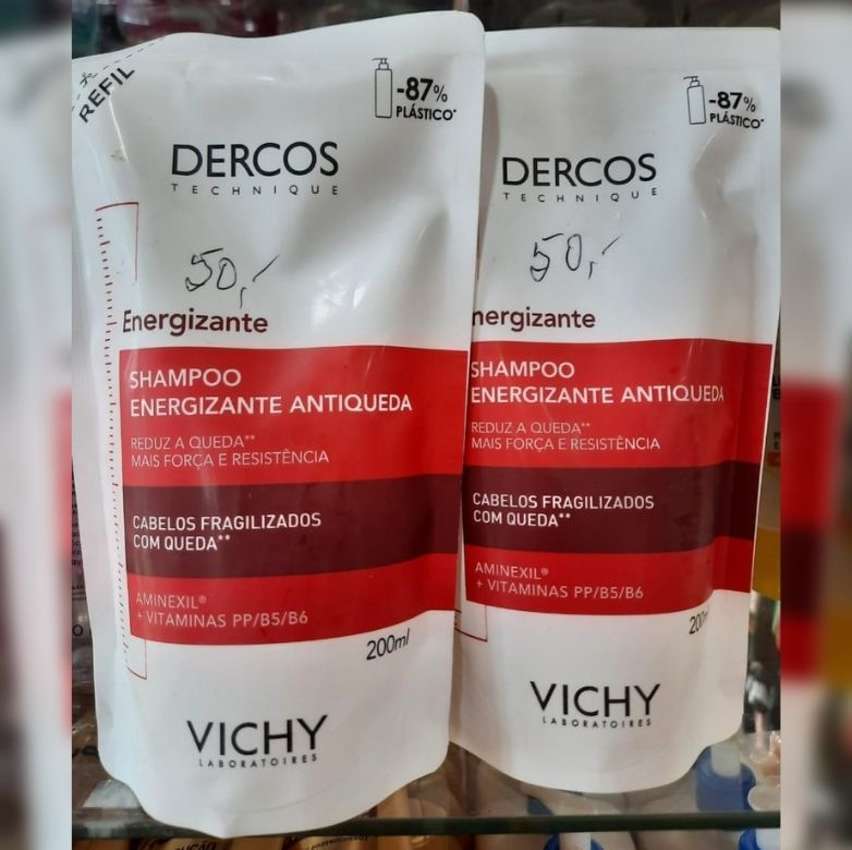 REFIL
-87%
PLÁSTICO*
DERCOS
TECHNIQUE
50,-
Energizante
SHAMPOO
ENERGIZANTE ANTIQUEDA
REDUZ A QUEDA**
MAIS FORÇA E RESISTÊNCIA
CABELOS FRAGILIZADOS
COM QUEDA**
AMINEXIL®
+ VITAMINAS PP/B5/B6
200ml
VICHY
LABORATOIRES
-87%
PLÁSTICO*
DERCOS
TECHNIQUE
50,-
nergizante
SHAMPOO
ENERGIZANTE ANTIQUEDA
REDUZ A QUEDA**
MAIS FORÇA E RESISTÊNCIA
CABELOS FRAGILIZADOS
COM QUEDA**
AMINEXIL®
+ VITAMINAS PP/B5/B6
200ml
VICHY
LABORATOIRES